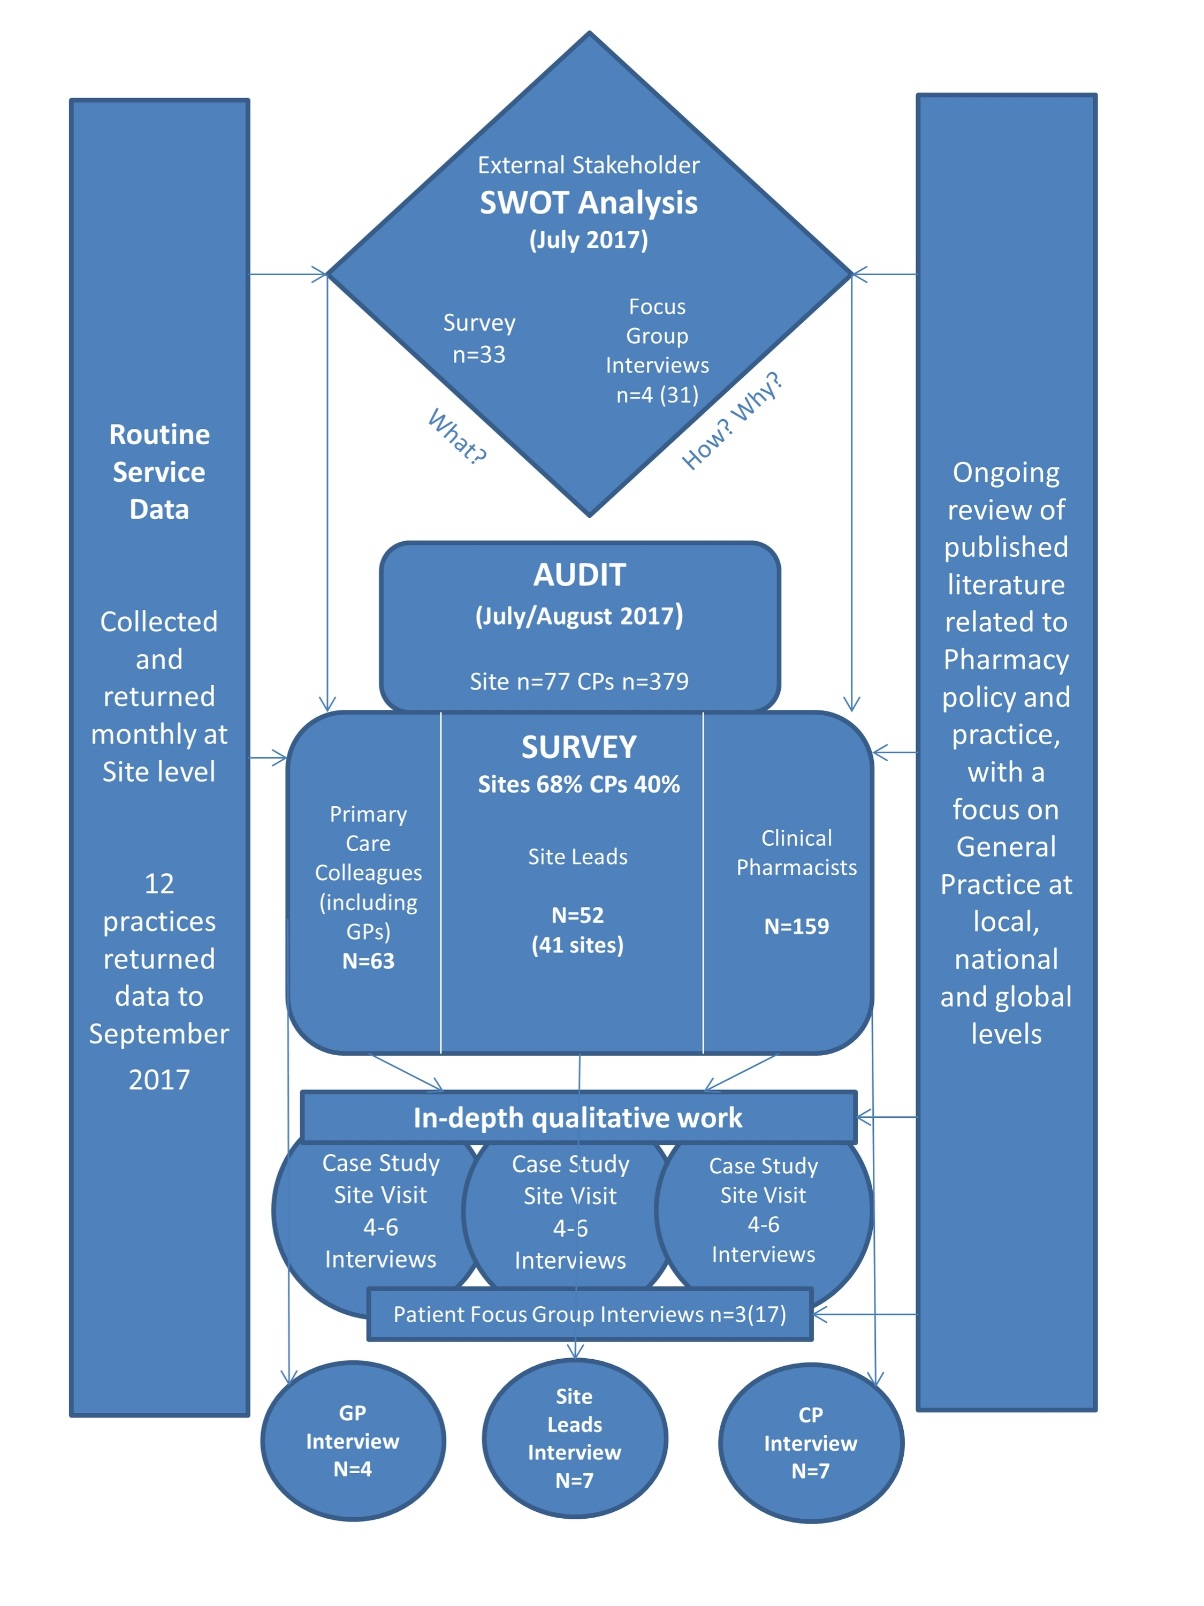 External Stakeholder
SWOT Analysis
(July 2017)
Survey
n=33
Focus
Group
Interviews
n=4 (31)
What?
How? Why?
Routine
Service
Data
Collected
and
returned
monthly at
Site level
12
practices
returned
data to
September
2017
AUDIT
(July/August 2017)
Site n=77 CPs n=379
SURVEY
Sites 68% CPs 40%
Primary
Care
Colleagues
(including
GPs)
N=63
Site Leads
N=52
(41 sites)
Clinical
Pharmacists
N=159
Ongoing
review of
published
literature
related to
Pharmacy
policy and
practice,
with a
focus on
General
Practice at
local,
national
and global
levels
In-depth qualitative work
Case Study
Site Visit
4-6
Interviews
Case Study
Site Visit
4-6
Interviews
Case Study
Site Visit
4-6
Interviews
Patient Focus Group Interviews n=3(17)
GP
Interview
N=4
Site
Leads
Interview
N=7
CP
Interview
N=7